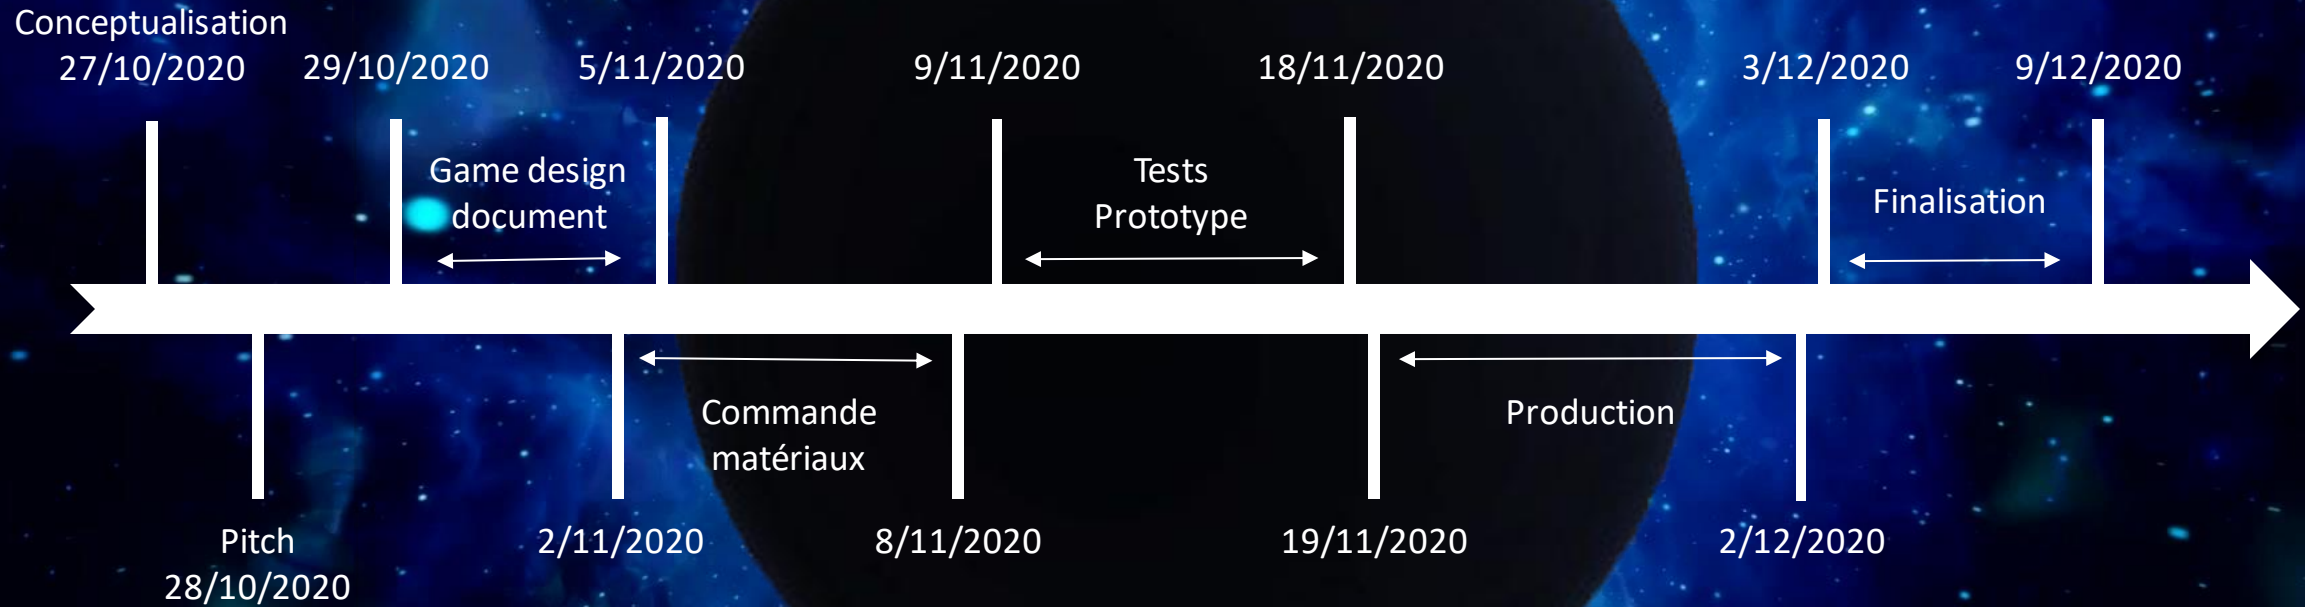 Conceptualisation
27/10/2020
29/10/2020
5/11/2020
9/11/2020
18/11/2020
3/12/2020
9/12/2020
Game design
document
Tests
Prototype
Finalisation
Commande
matériaux
Production
Pitch
28/10/2020
2/11/2020
8/11/2020
19/11/2020
2/12/2020